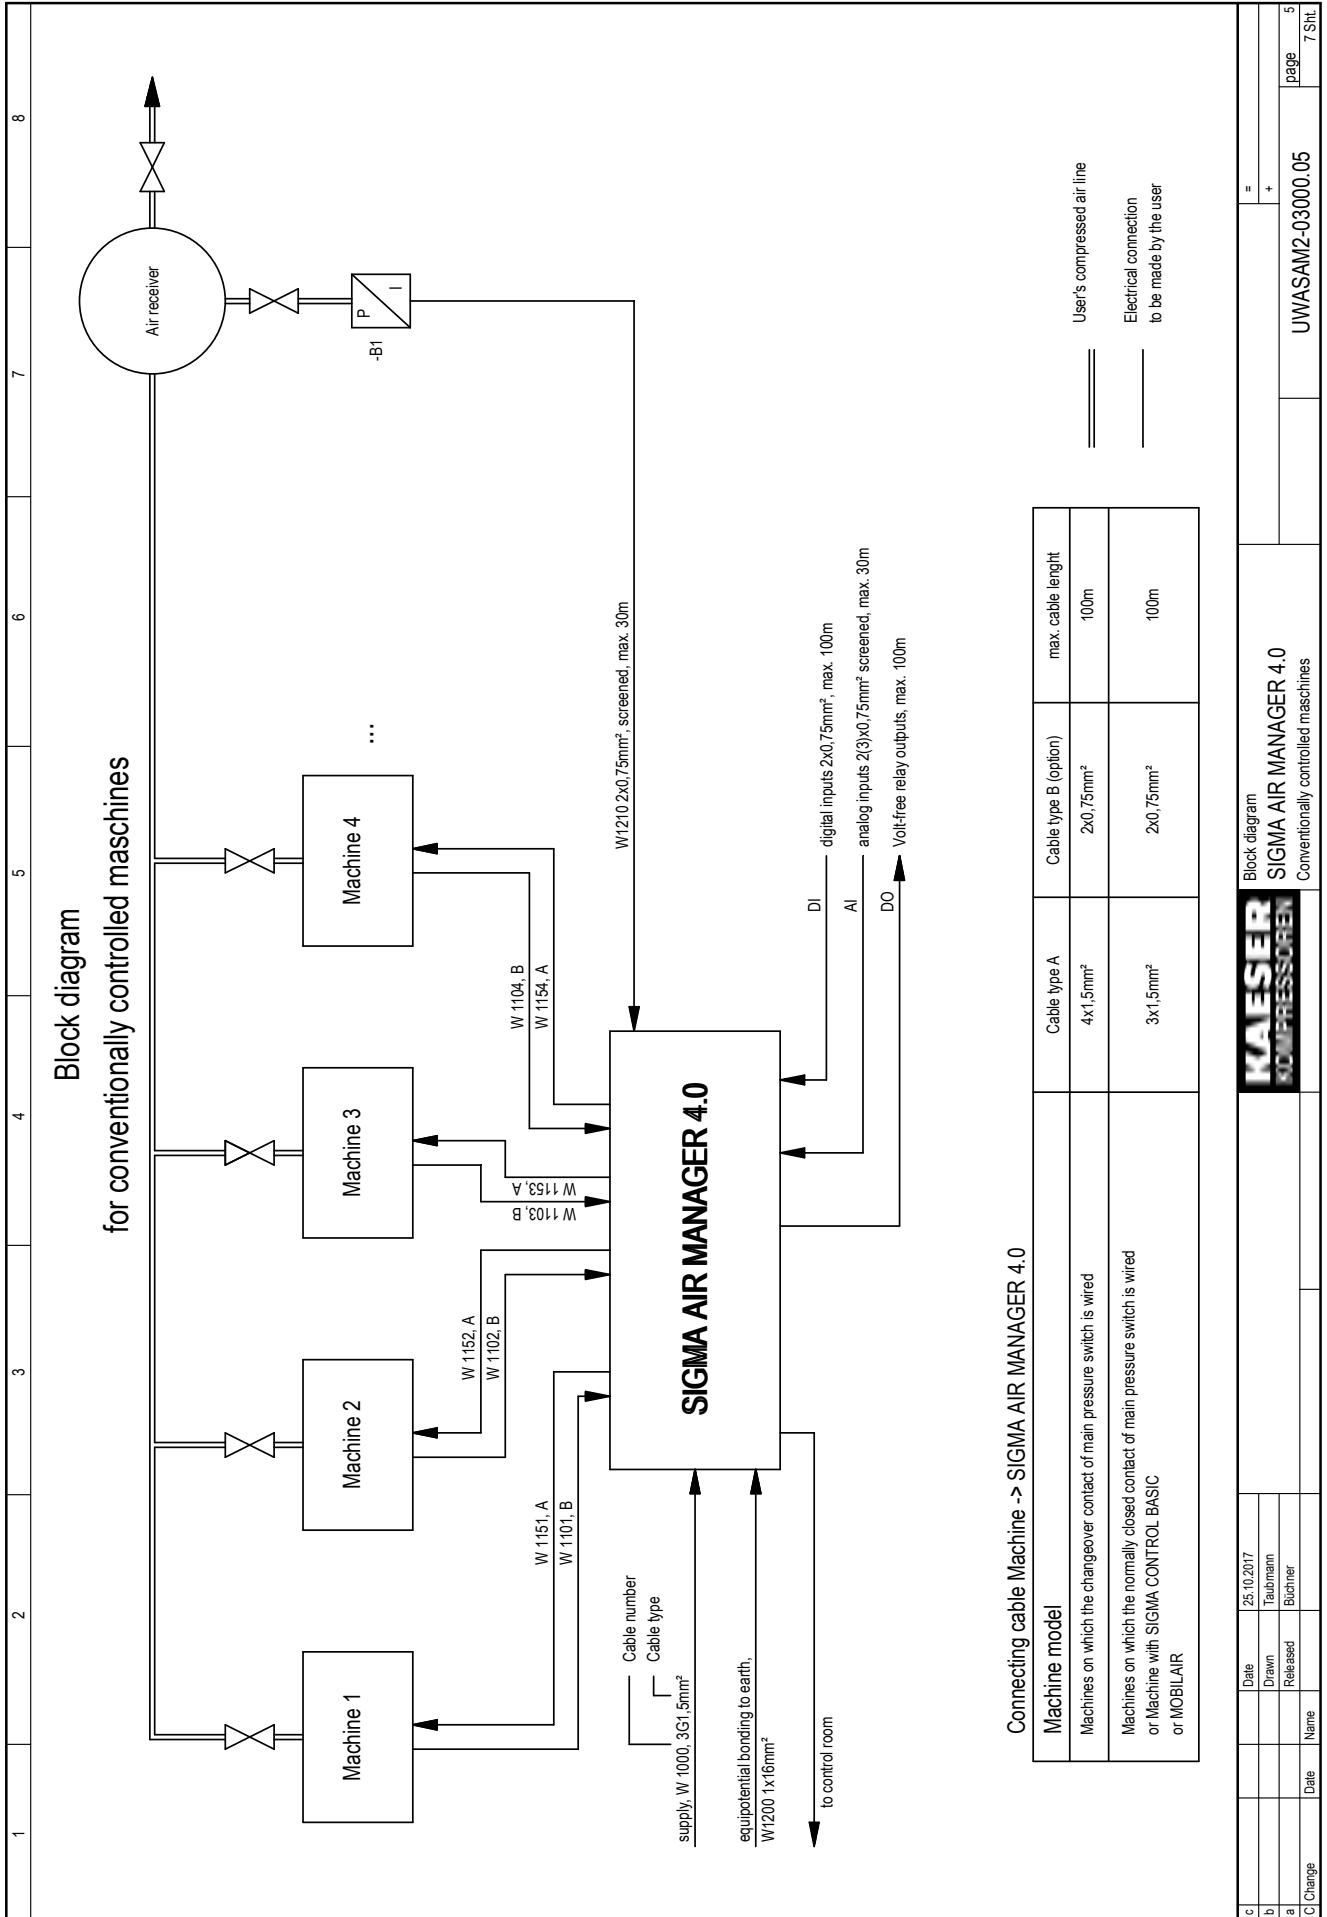 1
2
3
4
5
6
7
8
Block diagram
for conventionally controlled maschines
Air receiver
P
I
-B1
Machine 1
Machine 2
Machine 3
Machine 4
...
W 1151, A
W 1101, B
W 1152, A
W 1102, B
W 1153, A
W 1103, B
W 1104, B
W 1154, A
W1210 2x0,75mm², screened, max. 30m
SIGMA AIR MANAGER 4.0
Cable number
Cable type
supply, W 1000, 3G1,5mm²
equipotential bonding to earth,
W1200 1x16mm²
to control room
DI
digital inputs 2x0,75mm², max. 100m
AI
analog inputs 2(3)x0,75mm² screened, max. 30m
DO
Volt-free relay outputs, max. 100m
Connecting cable Machine -> SIGMA AIR MANAGER 4.0
Machine model
Cable type A
Cable type B (option)
max. cable lenght
Machines on which the changeover contact of main pressure switch is wired
4x1,5mm²
2x0,75mm²
100m
Machines on which the normally closed contact of main pressure switch is wired
or Machine with SIGMA CONTROL BASIC
or MOBILAIR
3x1,5mm²
2x0,75mm²
100m
User's compressed air line
Electrical connection
to be made by the user
c
b
a
C
Change
Date
Name
Date
25.10.2017
Drawn
Taubmann
Released
Büchner
KAESER
KOMPRESSOREN
Block diagram
SIGMA AIR MANAGER 4.0
Conventionally controlled maschines
=
+
UWASAM2-03000.05
page
5
7 Sht.